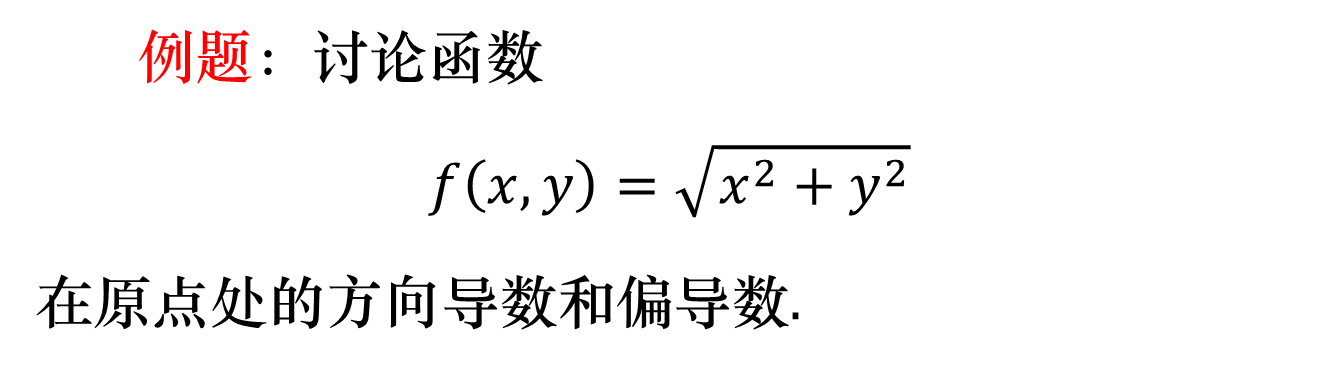 例题：讨论函数
f(x, y) = √(x² + y²)
在原点处的方向导数和偏导数.